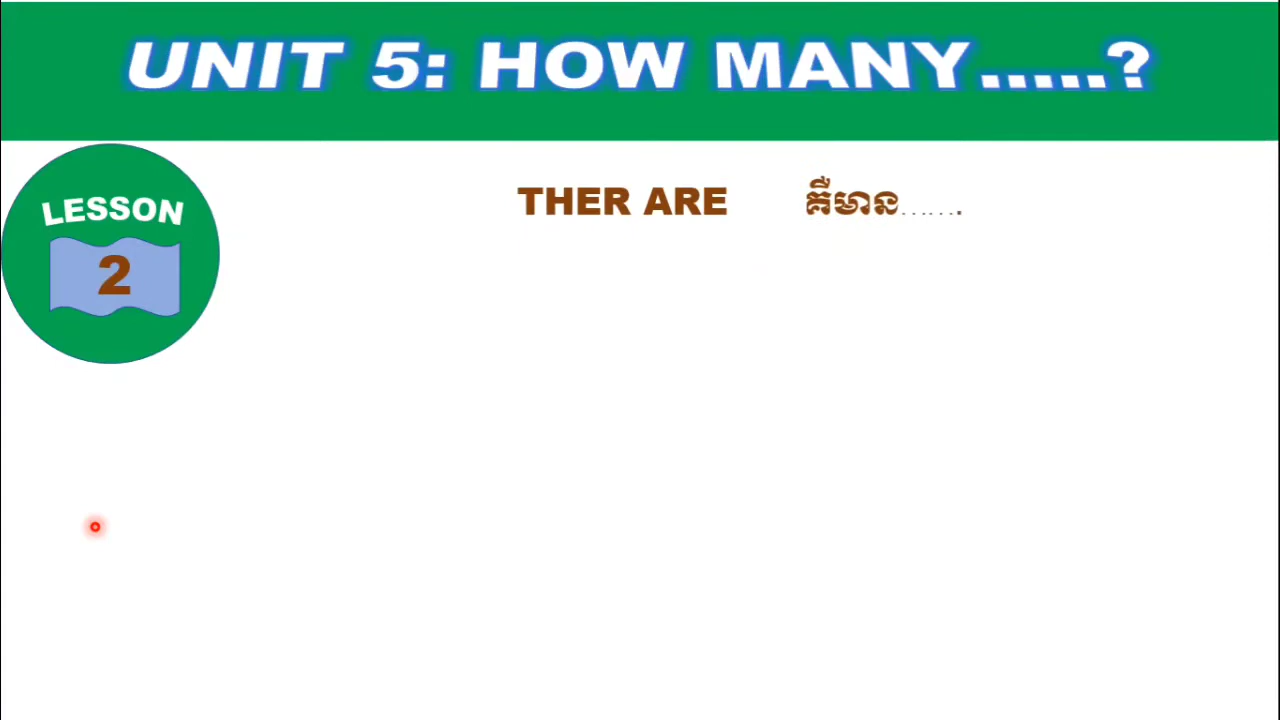 UNIT 5: HOW MANY.....?
LESSON
2
THER ARE គឺមាន…….